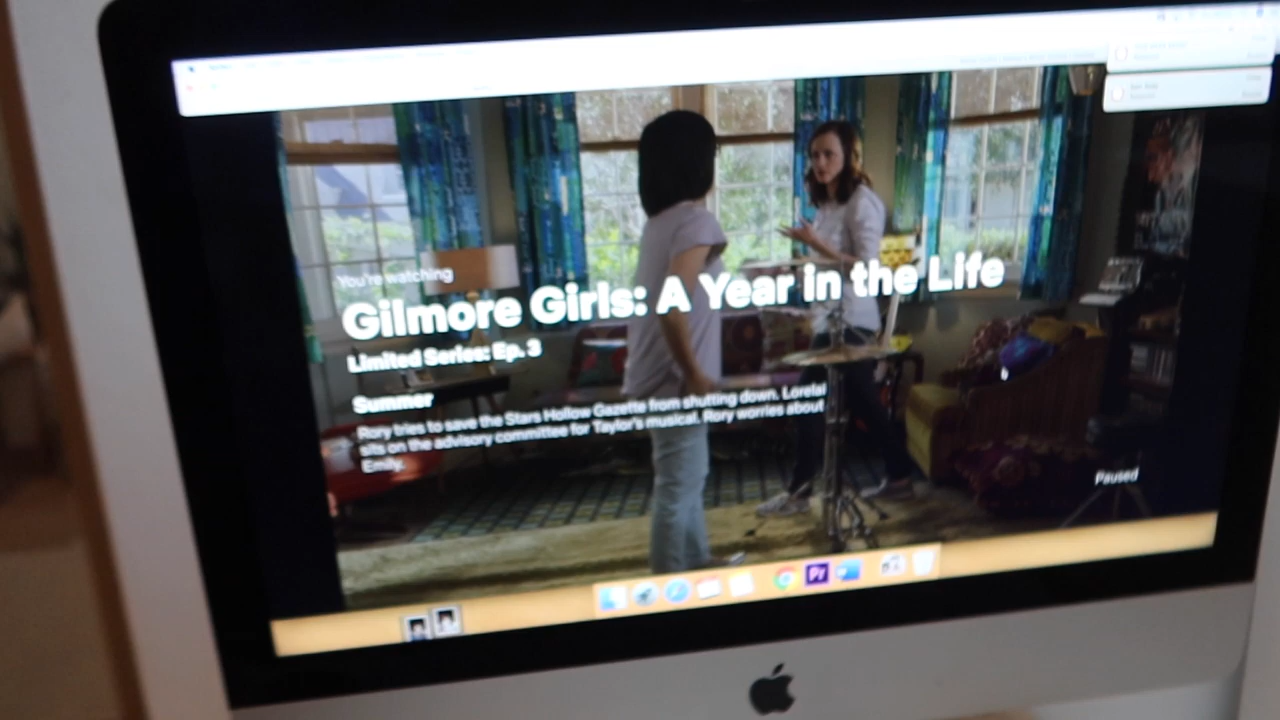 You're watching
Gilmore Girls: A Year in the Life
Limited Series: Ep. 3
Summer
Rory tries to save the Stars Hollow Gazette from shutting down. Lorelai
sits on the advisory committee for Taylor's musical. Rory worries about
Emily.
Paused
Pr